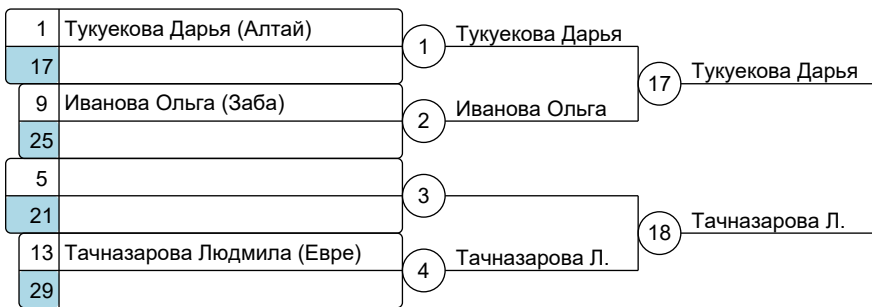 1 Тукуекова Дарья (Алтай)
17
1 Тукуекова Дарья
9 Иванова Ольга (Заба)
25
2 Иванова Ольга
17 Тукуекова Дарья
5
21
3
13 Тачназарова Людмила (Евре)
29
4 Тачназарова Л.
18 Тачназарова Л.